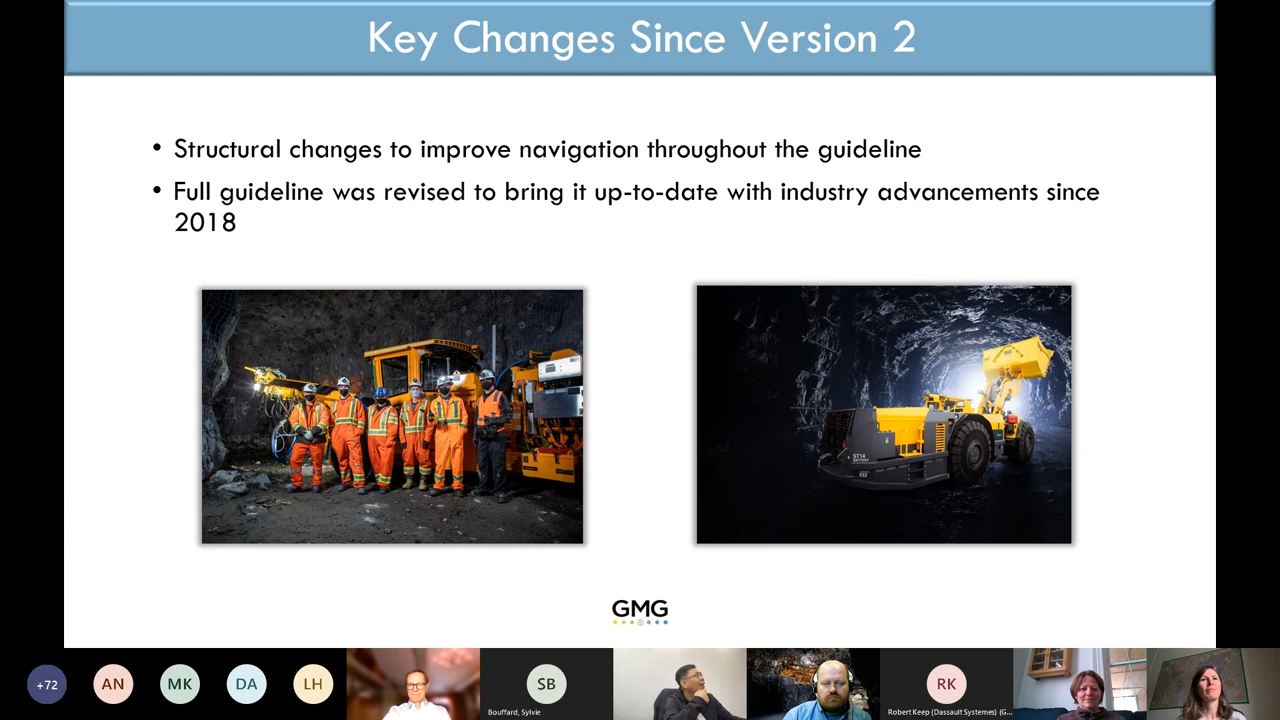 Key Changes Since Version 2
• Structural changes to improve navigation throughout the guideline
• Full guideline was revised to bring it up-to-date with industry advancements since
2018
ST14
BATTERY
GMG
+72
AN
MK
DA
LH
SB
Bouffard, Sylvie
RK
Robert Keep (Dassault Systemes) (G...